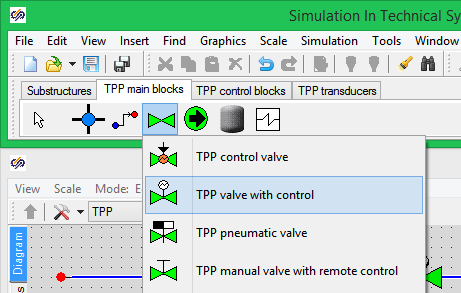 Simulation In Technical Sy
File Edit View Insert Find Graphics Scale Simulation Tools Window
Substructures TPP main blocks TPP control blocks TPP transducers
TPP control valve
View Scale Mode: E
TPP valve with control
TPP
TPP pneumatic valve
Diagram
TPP manual valve with remote control